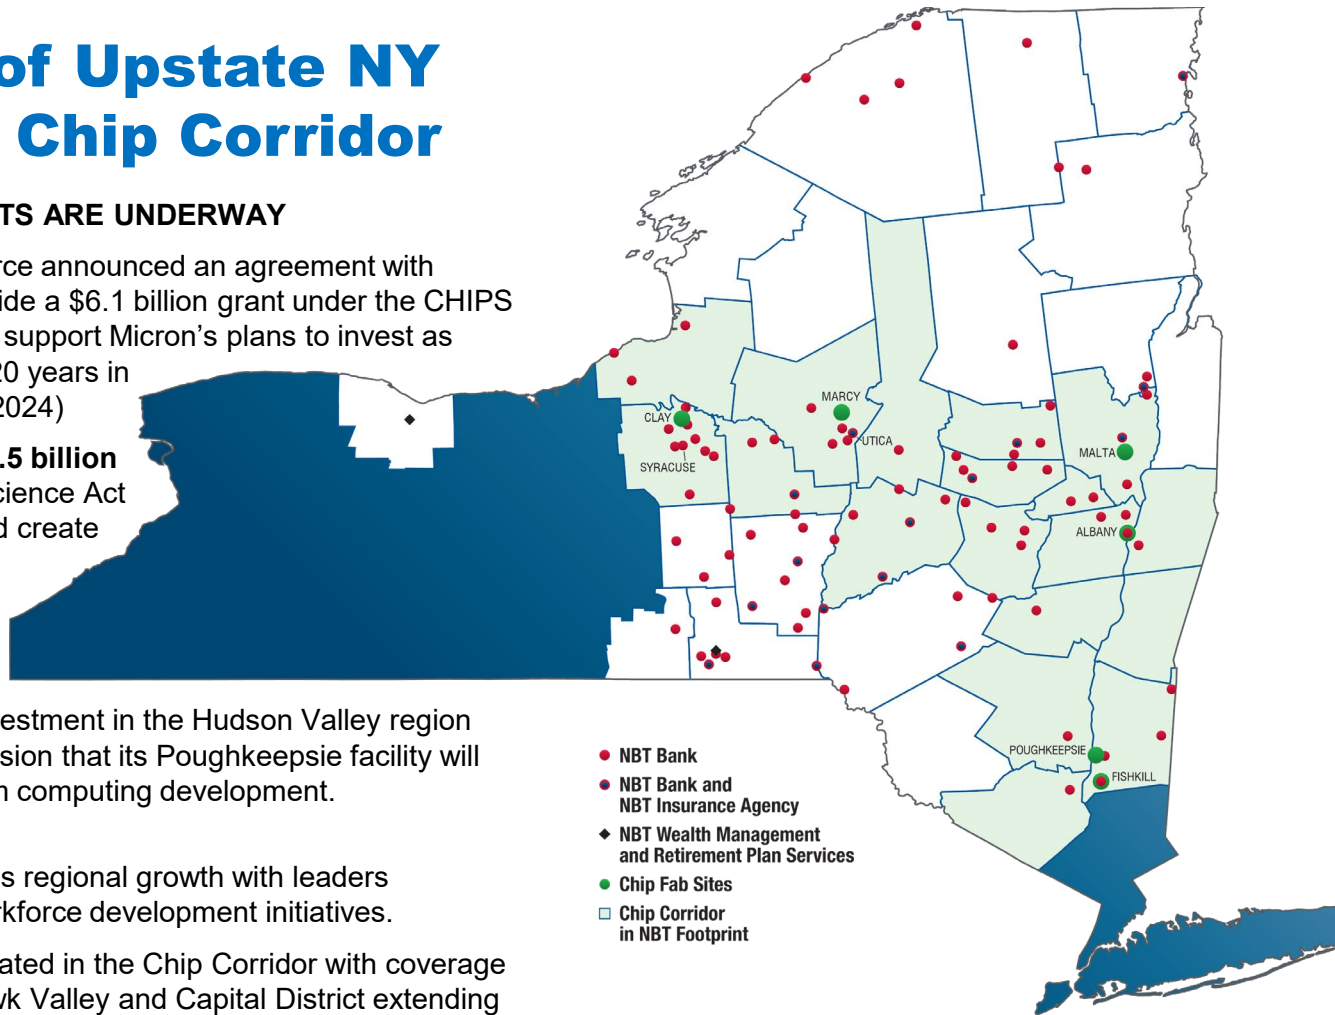 of Upstate NY
Chip Corridor
TS ARE UNDERWAY
rce announced an agreement with
ide a $6.1 billion grant under the CHIPS
support Micron’s plans to invest as
20 years in
2024)
.5 billion
cience Act
d create
estment in the Hudson Valley region
sion that its Poughkeepsie facility will
n computing development.
s regional growth with leaders
rkforce development initiatives.
ated in the Chip Corridor with coverage
wk Valley and Capital District extending
MARCY
CLAY
UTICA
SYRACUSE
MALTA
ALBANY
POUGHKEEPSIE
FISHKILL
NBT Bank
NBT Bank and
NBT Insurance Agency
NBT Wealth Management
and Retirement Plan Services
Chip Fab Sites
Chip Corridor
in NBT Footprint